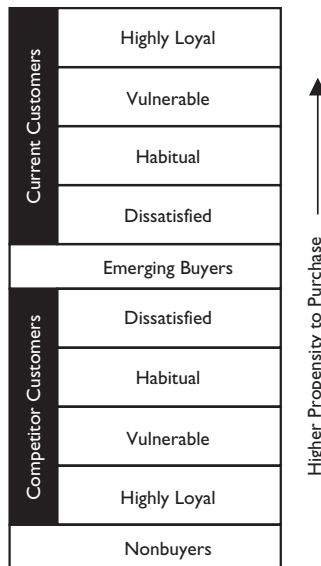 Current Customers
Highly Loyal
Vulnerable
Habitual
Dissatisfied
Emerging Buyers
Competitor Customers
Dissatisfied
Habitual
Vulnerable
Highly Loyal
Nonbuyers
Higher Propensity to Purchase